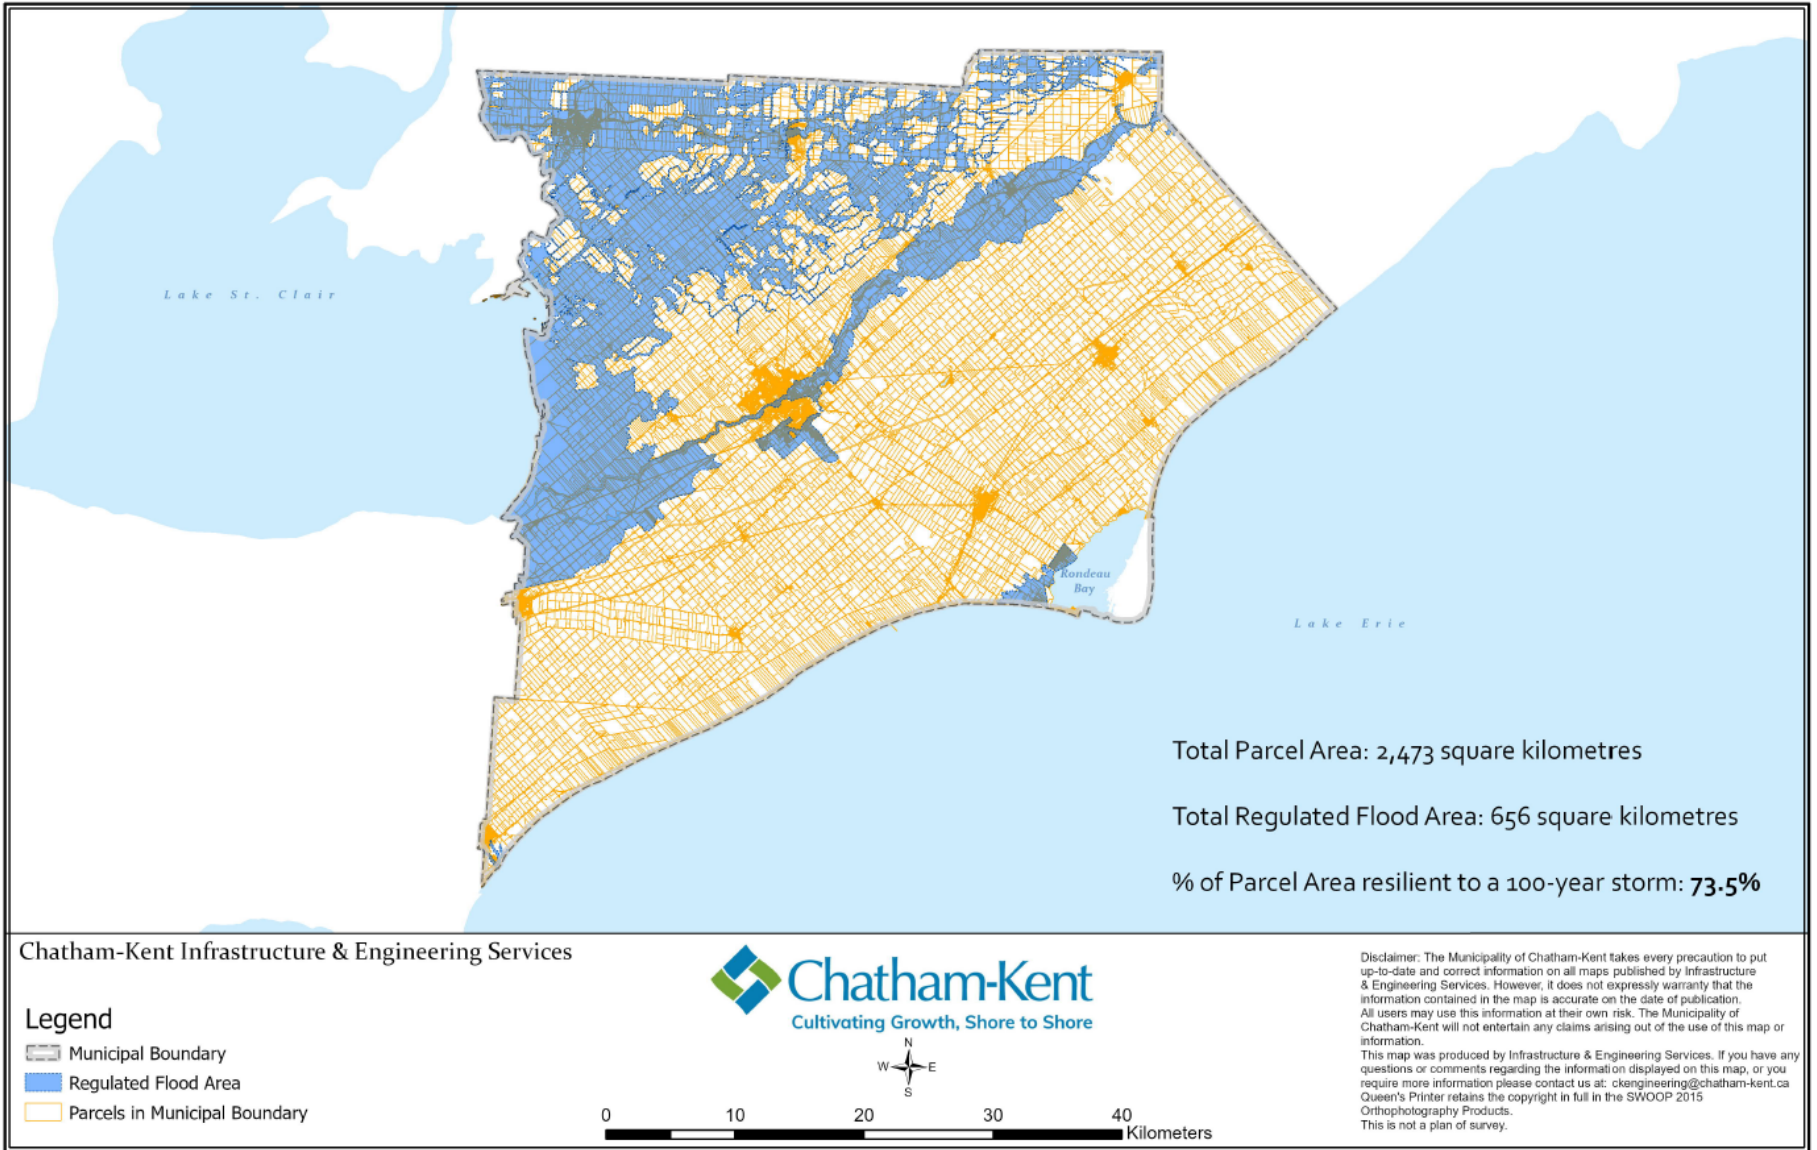 Lake St. Clair
Rondeau
Bay
Lake Erie
Total Parcel Area: 2,473 square kilometres
Total Regulated Flood Area: 656 square kilometres
% of Parcel Area resilient to a 100-year storm: 73.5%
Chatham-Kent Infrastructure & Engineering Services
Legend
Municipal Boundary
Regulated Flood Area
Parcels in Municipal Boundary
Chatham-Kent
Cultivating Growth, Shore to Shore
N
W E
S
0 10 20 30 40
Kilometers
Disclaimer: The Municipality of Chatham-Kent takes every precaution to put
up-to-date and correct information on all maps published by Infrastructure
& Engineering Services. However, it does not expressly warranty that the
information contained in the map is accurate on the date of publication.
All users may use this information at their own risk. The Municipality of
Chatham-Kent will not entertain any claims arising out of the use of this map or
information.
This map was produced by Infrastructure & Engineering Services. If you have any
questions or comments regarding the information displayed on this map, or you
require more information please contact us at: ckengineering@chatham-kent.ca
Queen's Printer retains the copyright in full in the SWOOP 2015
Orthophotography Products.
This is not a plan of survey.